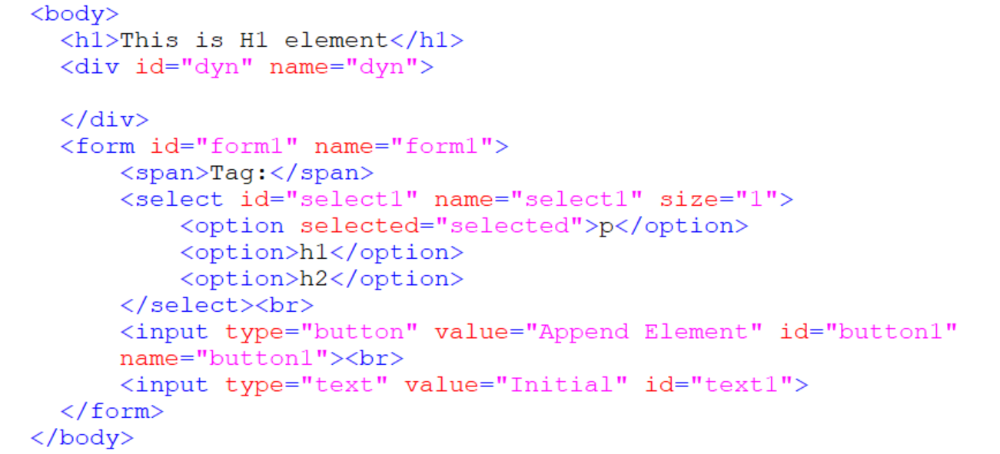 <body>
<h1>This is H1 element</h1>
<div id="dyn" name="dyn">
</div>
<form id="form1" name="form1">
<span>Tag:</span>
<select id="select1" name="select1" size="1">
<option selected="selected">p</option>
<option>h1</option>
<option>h2</option>
</select><br>
<input type="button" value="Append Element" id="button1"
name="button1"><br>
<input type="text" value="Initial" id="text1">
</form>
</body>